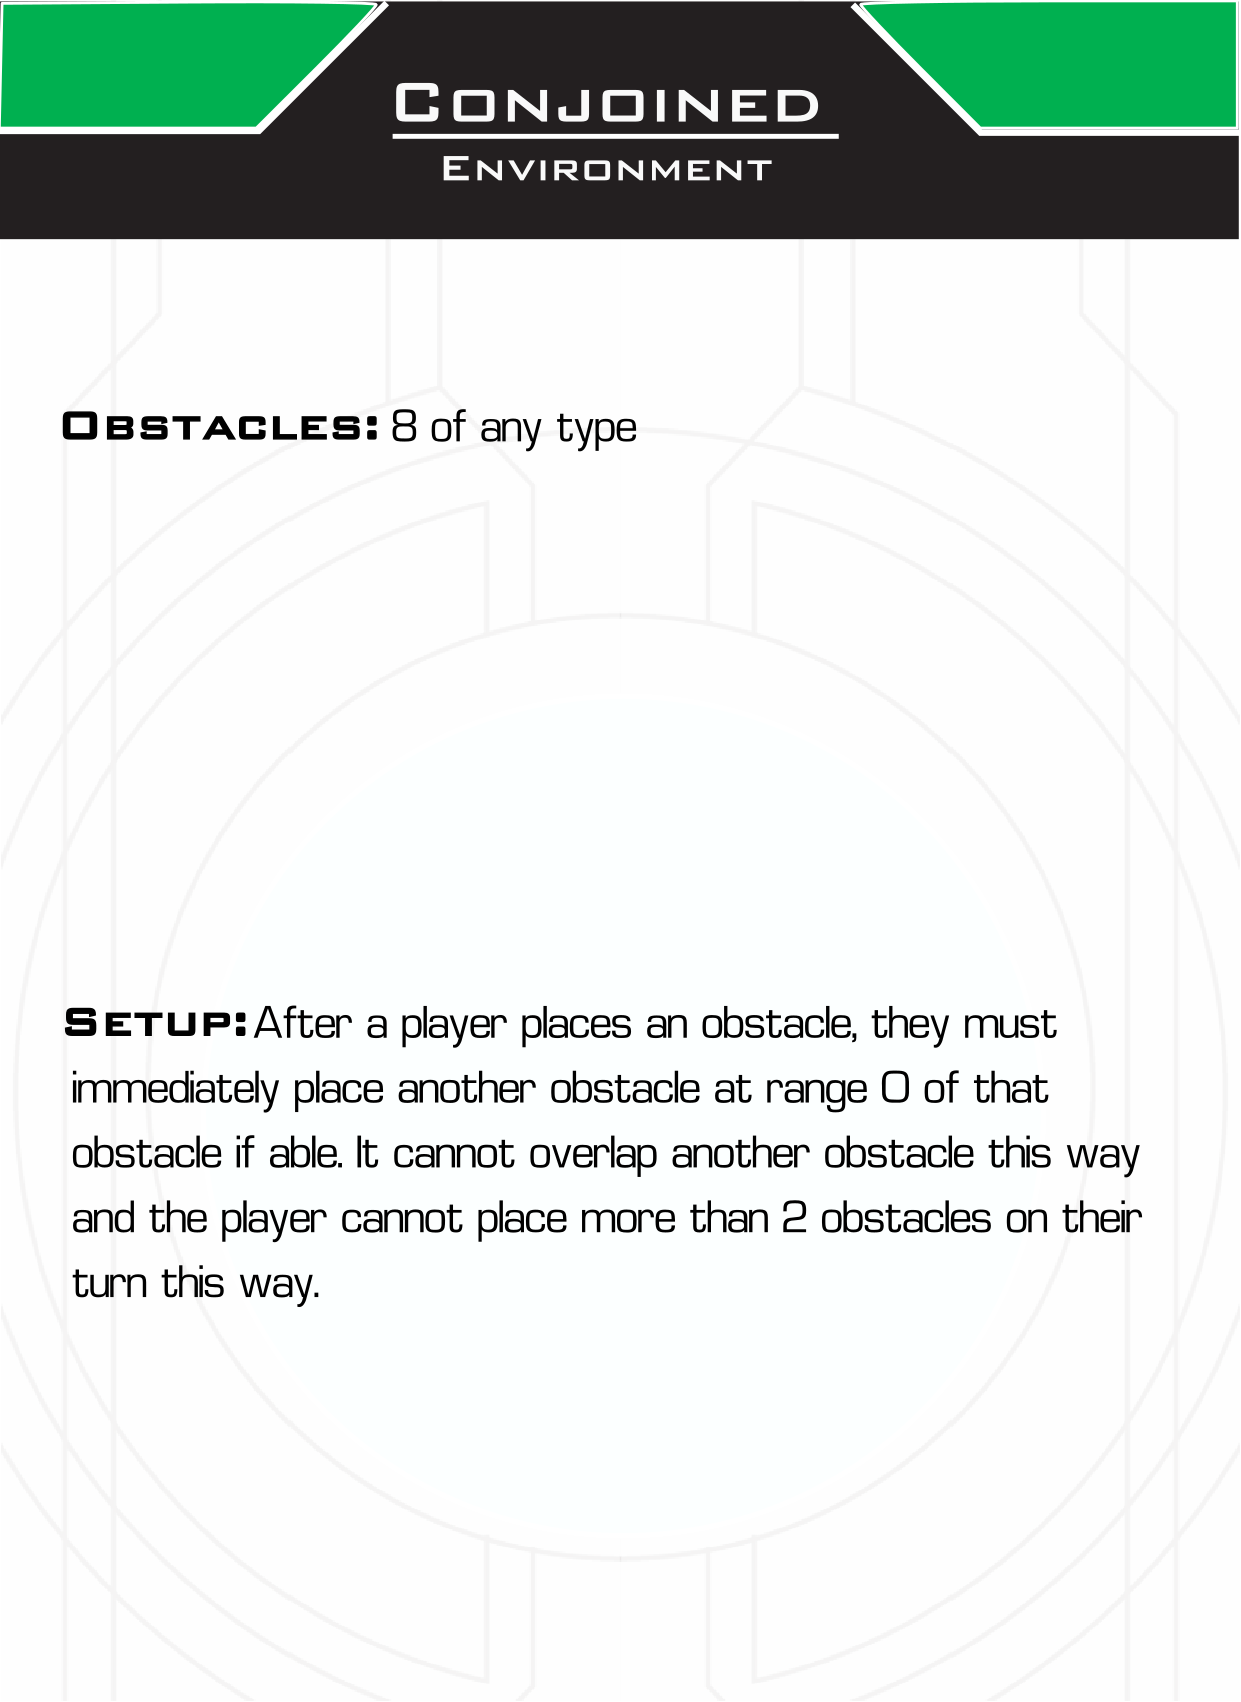 Conjoined
Environment
Obstacles: 8 of any type
Setup: After a player places an obstacle, they must
immediately place another obstacle at range 0 of that
obstacle if able. It cannot overlap another obstacle this way
and the player cannot place more than 2 obstacles on their
turn this way.